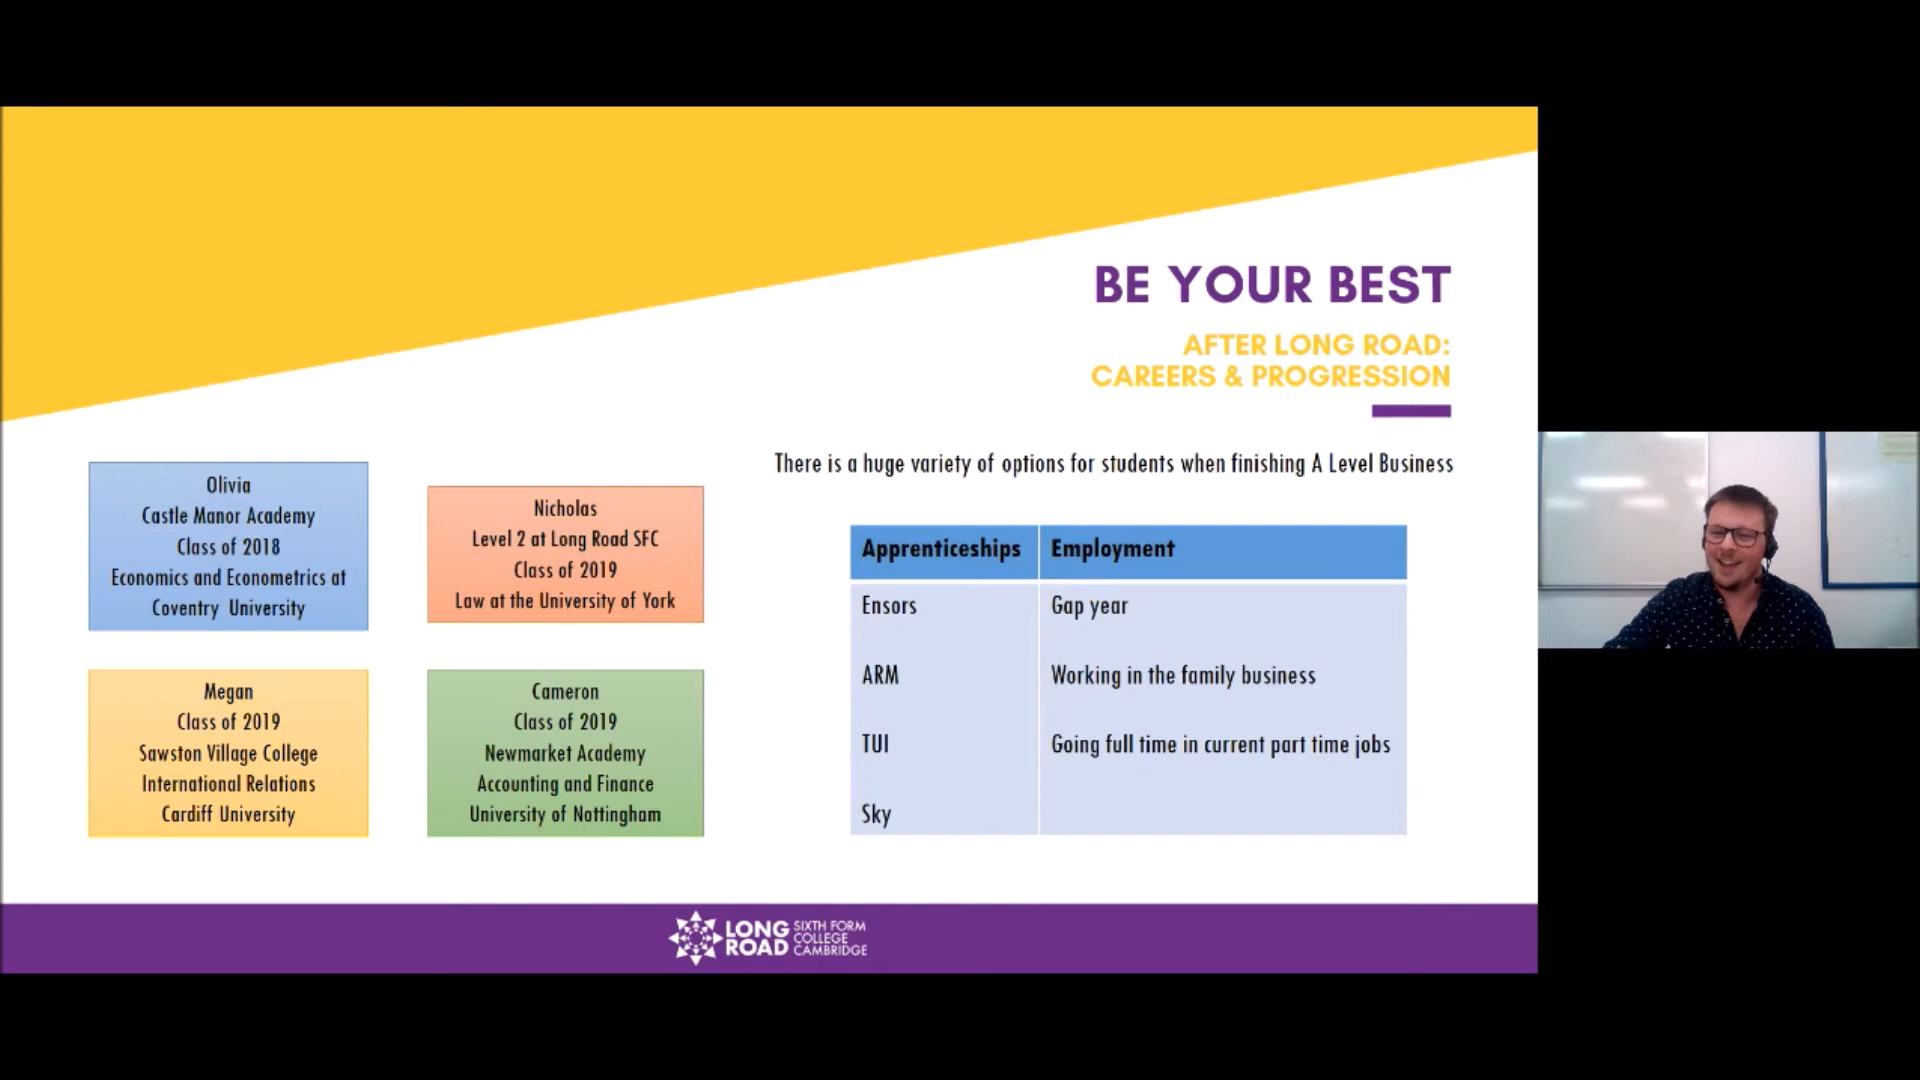 BE YOUR BEST
AFTER LONG ROAD:
CAREERS & PROGRESSION
There is a huge variety of options for students when finishing A Level Business
Olivia
Castle Manor Academy
Class of 2018
Economics and Econometrics at
Coventry University
Nicholas
Level 2 at Long Road SFC
Class of 2019
Law at the University of York
Megan
Class of 2019
Sawston Village College
International Relations
Cardiff University
Cameron
Class of 2019
Newmarket Academy
Accounting and Finance
University of Nottingham
Apprenticeships Employment
Ensors Gap year
ARM Working in the family business
TUI Going full time in current part time jobs
Sky
LONG ROAD
SIXTH FORM
COLLEGE
CAMBRIDGE